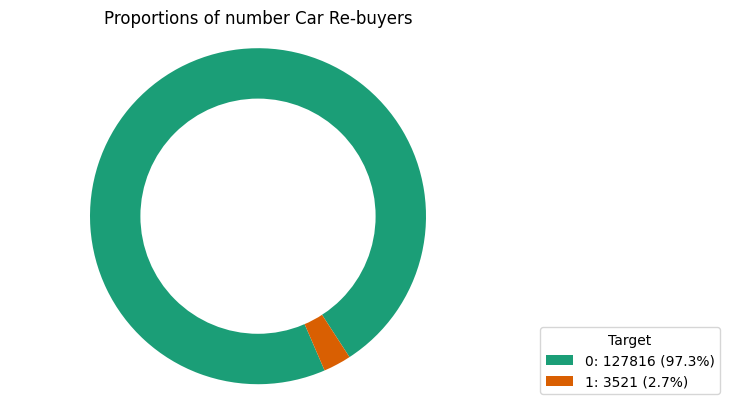 Proportions of number Car Re-buyers
Target
0: 127816 (97.3%)
1: 3521 (2.7%)